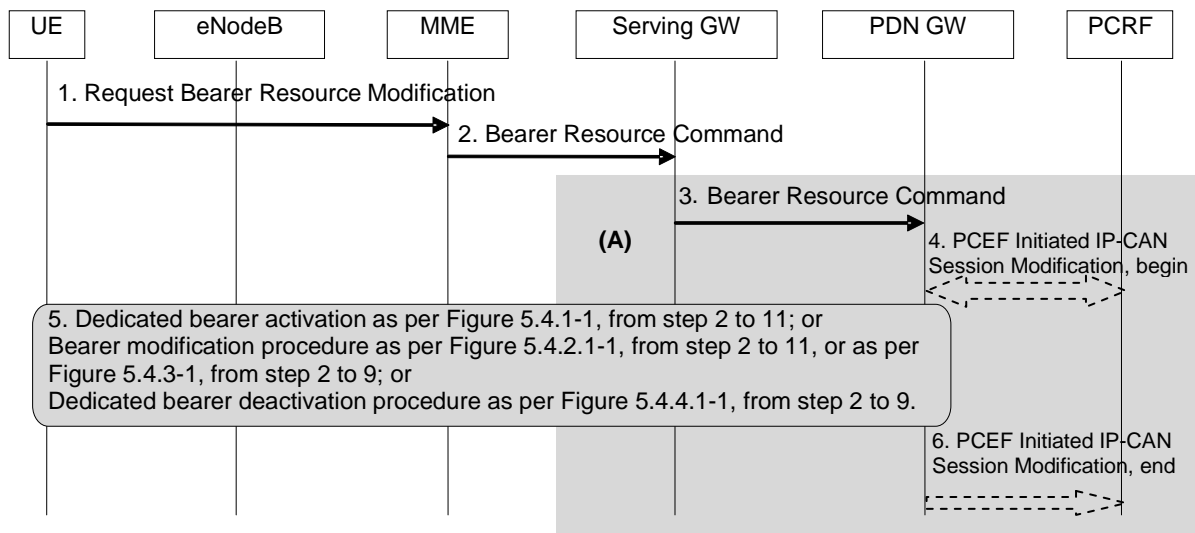 UE
eNodeB
MME
Serving GW
PDN GW
PCRF
1. Request Bearer Resource Modification
2. Bearer Resource Command
3. Bearer Resource Command
(A)
4. PCEF Initiated IP-CAN
Session Modification, begin
5. Dedicated bearer activation as per Figure 5.4.1-1, from step 2 to 11; or
Bearer modification procedure as per Figure 5.4.2.1-1, from step 2 to 11, or as per
Figure 5.4.3-1, from step 2 to 9; or
Dedicated bearer deactivation procedure as per Figure 5.4.4.1-1, from step 2 to 9.
6. PCEF Initiated IP-CAN
Session Modification, end